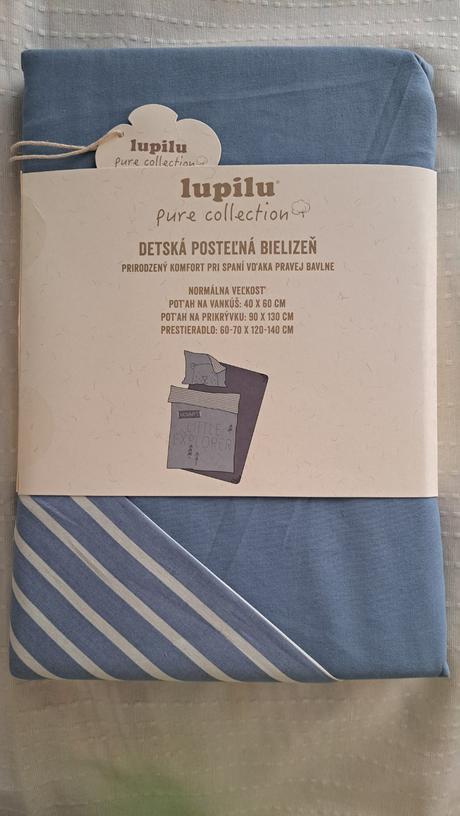 lupilu
pure collection
lupilu®
pure collection
DETSKÁ POSTEĽNÁ BIELIZEŇ
PRIRODZENÝ KOMFORT PRI SPANÍ VĎAKA PRAVEJ BAVLNE
NORMÁLNA VEĽKOSŤ
POŤAH NA VANKÚŠ: 40 X 60 CM
POŤAH NA PRIKRÝVKU: 90 X 130 CM
PRESTIERADLO: 60-70 X 120-140 CM
LITTLE
EXPLORER